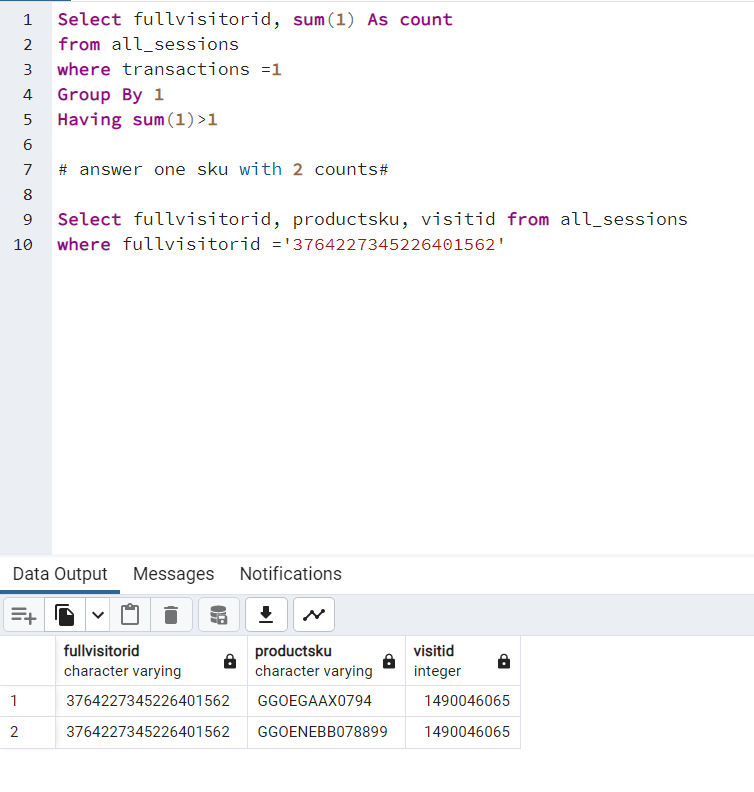 1 Select fullvisitorid, sum(1) As count
2 from all_sessions
3 where transactions =1
4 Group By 1
5 Having sum(1)>1
6
7 # answer one sku with 2 counts#
8
9 Select fullvisitorid, productsku, visitid from all_sessions
10 where fullvisitorid ='3764227345226401562'
Data Output Messages Notifications
fullvisitorid productsku visitid
character varying character varying integer
1 3764227345226401562 GGOEGAAX0794 1490046065
2 3764227345226401562 GGOENEBB078899 1490046065